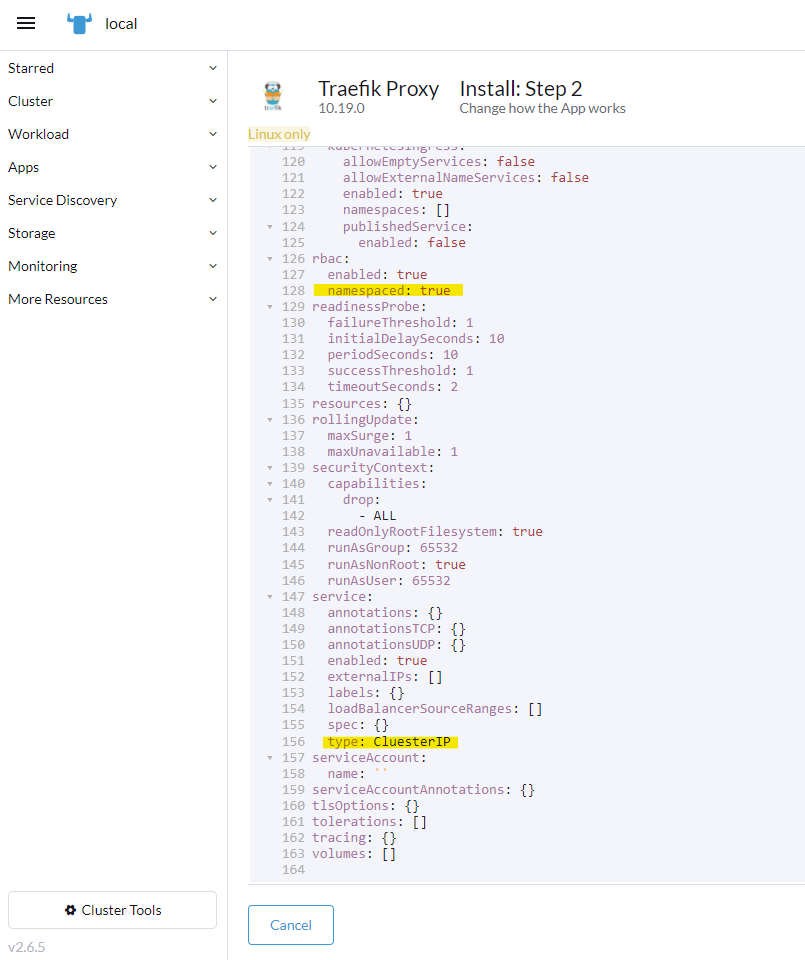 local
Starred
Cluster
Workload
Apps
Service Discovery
Storage
Monitoring
More Resources
Cluster Tools
v2.6.5
traefik
Traefik Proxy
10.19.0
Install: Step 2
Change how the App works
Linux only
119 kubernetesIngress:
120 allowEmptyServices: false
121 allowExternalNameServices: false
122 enabled: true
123 namespaces: []
124 publishedService:
125 enabled: false
126 rbac:
127 enabled: true
128 namespaced: true
129 readinessProbe:
130 failureThreshold: 1
131 initialDelaySeconds: 10
132 periodSeconds: 10
133 successThreshold: 1
134 timeoutSeconds: 2
135 resources: {}
136 rollingUpdate:
137 maxSurge: 1
138 maxUnavailable: 1
139 securityContext:
140 capabilities:
141 drop:
142 - ALL
143 readOnlyRootFilesystem: true
144 runAsGroup: 65532
145 runAsNonRoot: true
146 runAsUser: 65532
147 service:
148 annotations: {}
149 annotationsTCP: {}
150 annotationsUDP: {}
151 enabled: true
152 externalIPs: []
153 labels: {}
154 loadBalancerSourceRanges: []
155 spec: {}
156 type: CluesterIP
157 serviceAccount:
158 name: ''
159 serviceAccountAnnotations: {}
160 tlsOptions: {}
161 tolerations: []
162 tracing: {}
163 volumes: []
164
Cancel